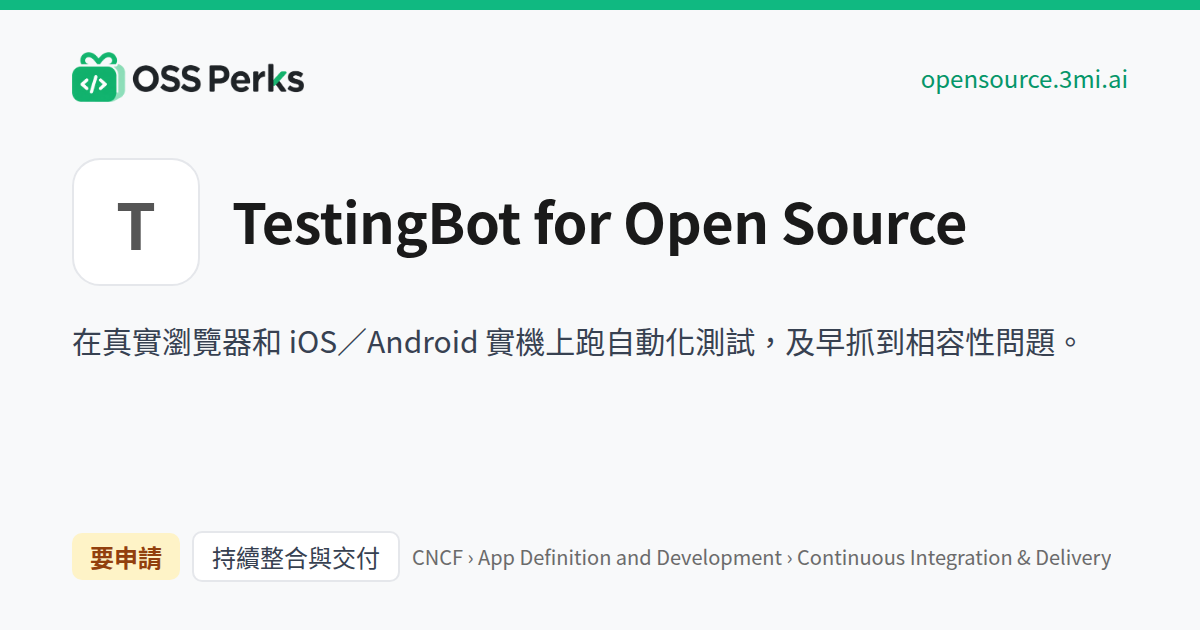 OSS Perks
opensource.3mi.ai
T
TestingBot for Open Source
在真實瀏覽器和 iOS／Android 實機上跑自動化測試，及早抓到相容性問題。
要申請
持續整合與交付
CNCF › App Definition and Development › Continuous Integration & Delivery